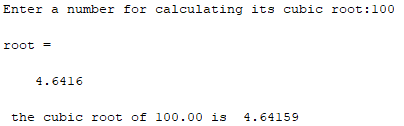 Enter a number for calculating its cubic root:100
root =
4.6416
the cubic root of 100.00 is  4.64159